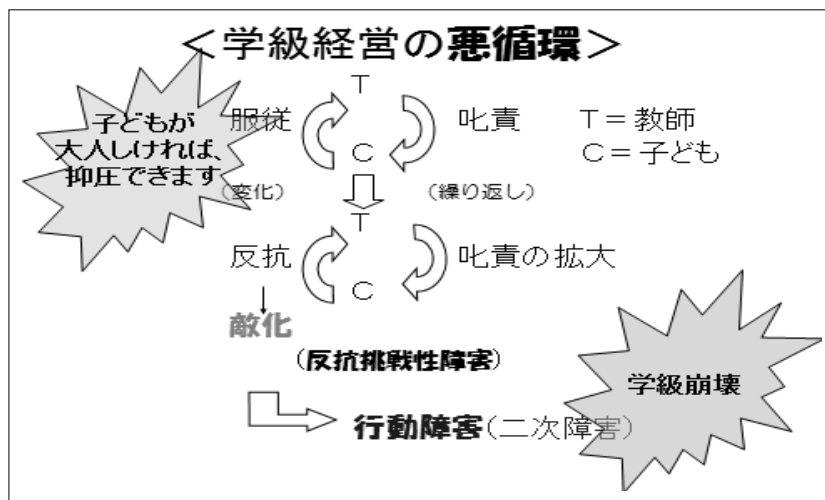 ＜学級経営の悪循環＞
子どもが
大人しければ、
抑圧できます
T
服従
叱責
C
T＝教師
C＝子ども
（変化）
（繰り返し）
T
反抗
叱責の拡大
C
敵化
（反抗挑戦性障害）
学級崩壊
行動障害（二次障害）